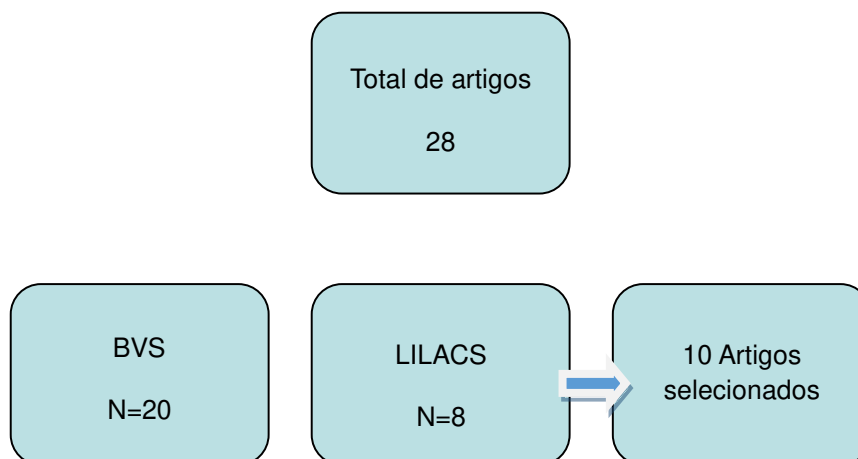 Total de artigos
28
BVS
N=20
LILACS
N=8
10 Artigos
selecionados